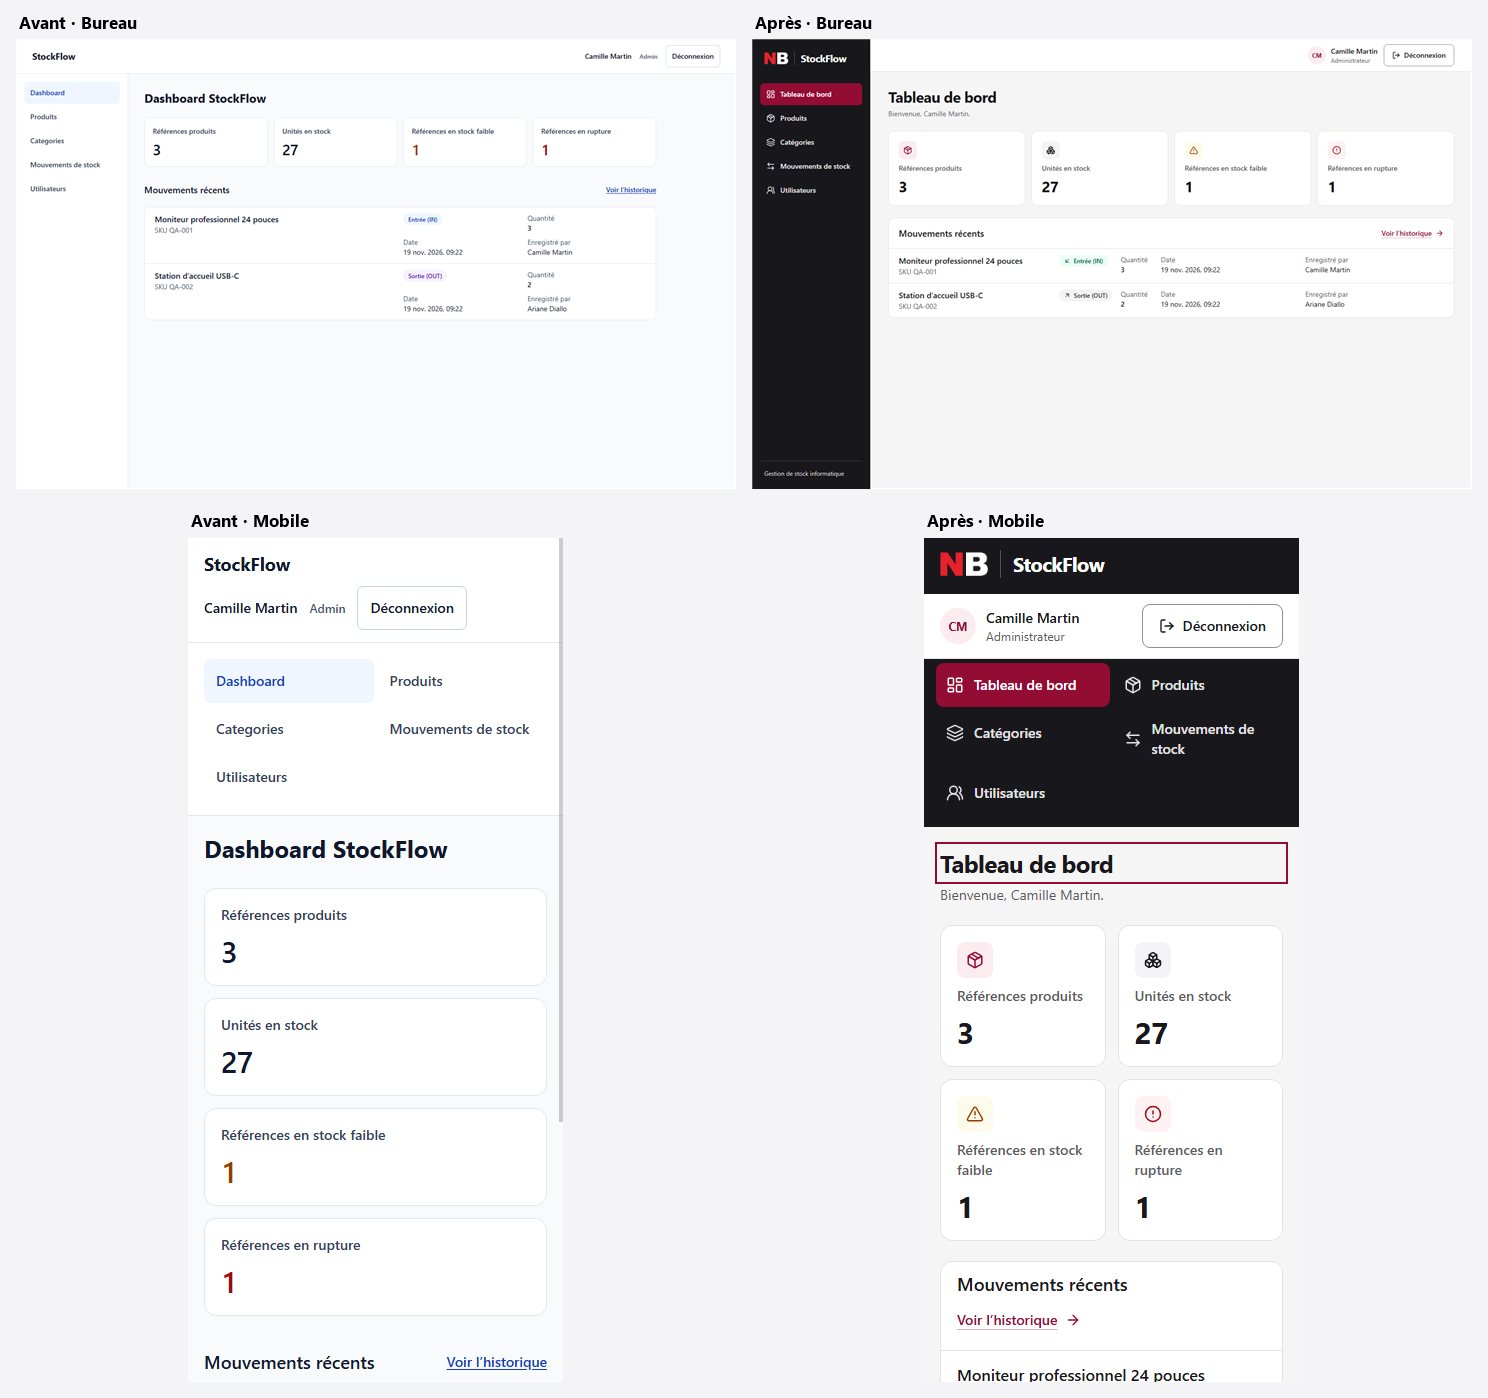 Avant · Bureau
StockFlow
Camille Martin Admin Déconnexion
Dashboard
Produits
Categories
Mouvements de stock
Utilisateurs
Dashboard StockFlow
Références produits
3
Unités en stock
27
Références en stock faible
1
Références en rupture
1
Mouvements récents
Voir l'historique
Moniteur professionnel 24 pouces
SKU QA-001
Entrée (IN)
Quantité
3
Date
19 nov. 2026, 09:22
Enregistré par
Camille Martin
Station d'accueil USB-C
SKU QA-002
Sortie (OUT)
Quantité
2
Date
19 nov. 2026, 09:22
Enregistré par
Ariane Diallo
Après · Bureau
NB StockFlow
CM
Camille Martin
Administrateur
Déconnexion
Tableau de bord
Produits
Catégories
Mouvements de stock
Utilisateurs
Gestion de stock informatique
Tableau de bord
Bienvenue, Camille Martin.
Références produits
3
Unités en stock
27
Références en stock faible
1
Références en rupture
1
Mouvements récents
Voir l'historique
Moniteur professionnel 24 pouces
SKU QA-001
Entrée (IN)
Quantité
3
Date
19 nov. 2026, 09:22
Enregistré par
Camille Martin
Station d'accueil USB-C
SKU QA-002
Sortie (OUT)
Quantité
2
Date
19 nov. 2026, 09:22
Enregistré par
Ariane Diallo
Avant · Mobile
StockFlow
Camille Martin Admin Déconnexion
Dashboard
Produits
Categories
Mouvements de stock
Utilisateurs
Dashboard StockFlow
Références produits
3
Unités en stock
27
Références en stock faible
1
Références en rupture
1
Mouvements récents
Voir l'historique
Après · Mobile
NB StockFlow
CM
Camille Martin
Administrateur
Déconnexion
Tableau de bord
Produits
Catégories
Mouvements de
stock
Utilisateurs
Tableau de bord
Bienvenue, Camille Martin.
Références produits
3
Unités en stock
27
Références en stock
faible
1
Références en
rupture
1
Mouvements récents
Voir l'historique
Moniteur professionnel 24 pouces